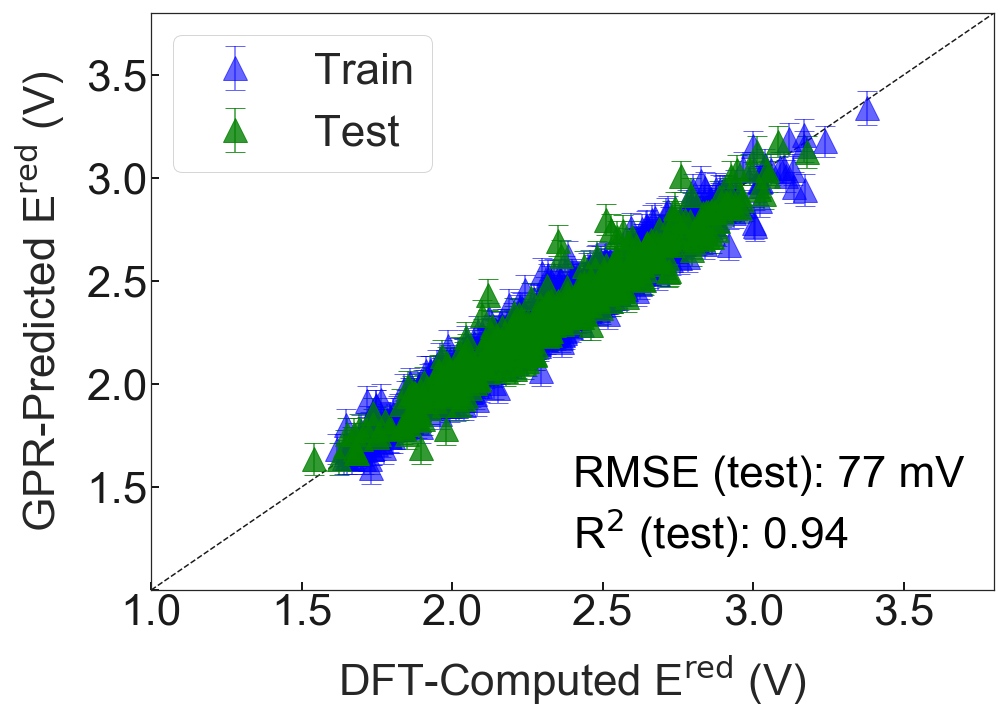 Train
Test
GPR-Predicted E^red (V)
3.5
3.0
2.5
2.0
1.5
RMSE (test): 77 mV
R² (test): 0.94
1.0 1.5 2.0 2.5 3.0 3.5
DFT-Computed E^red (V)